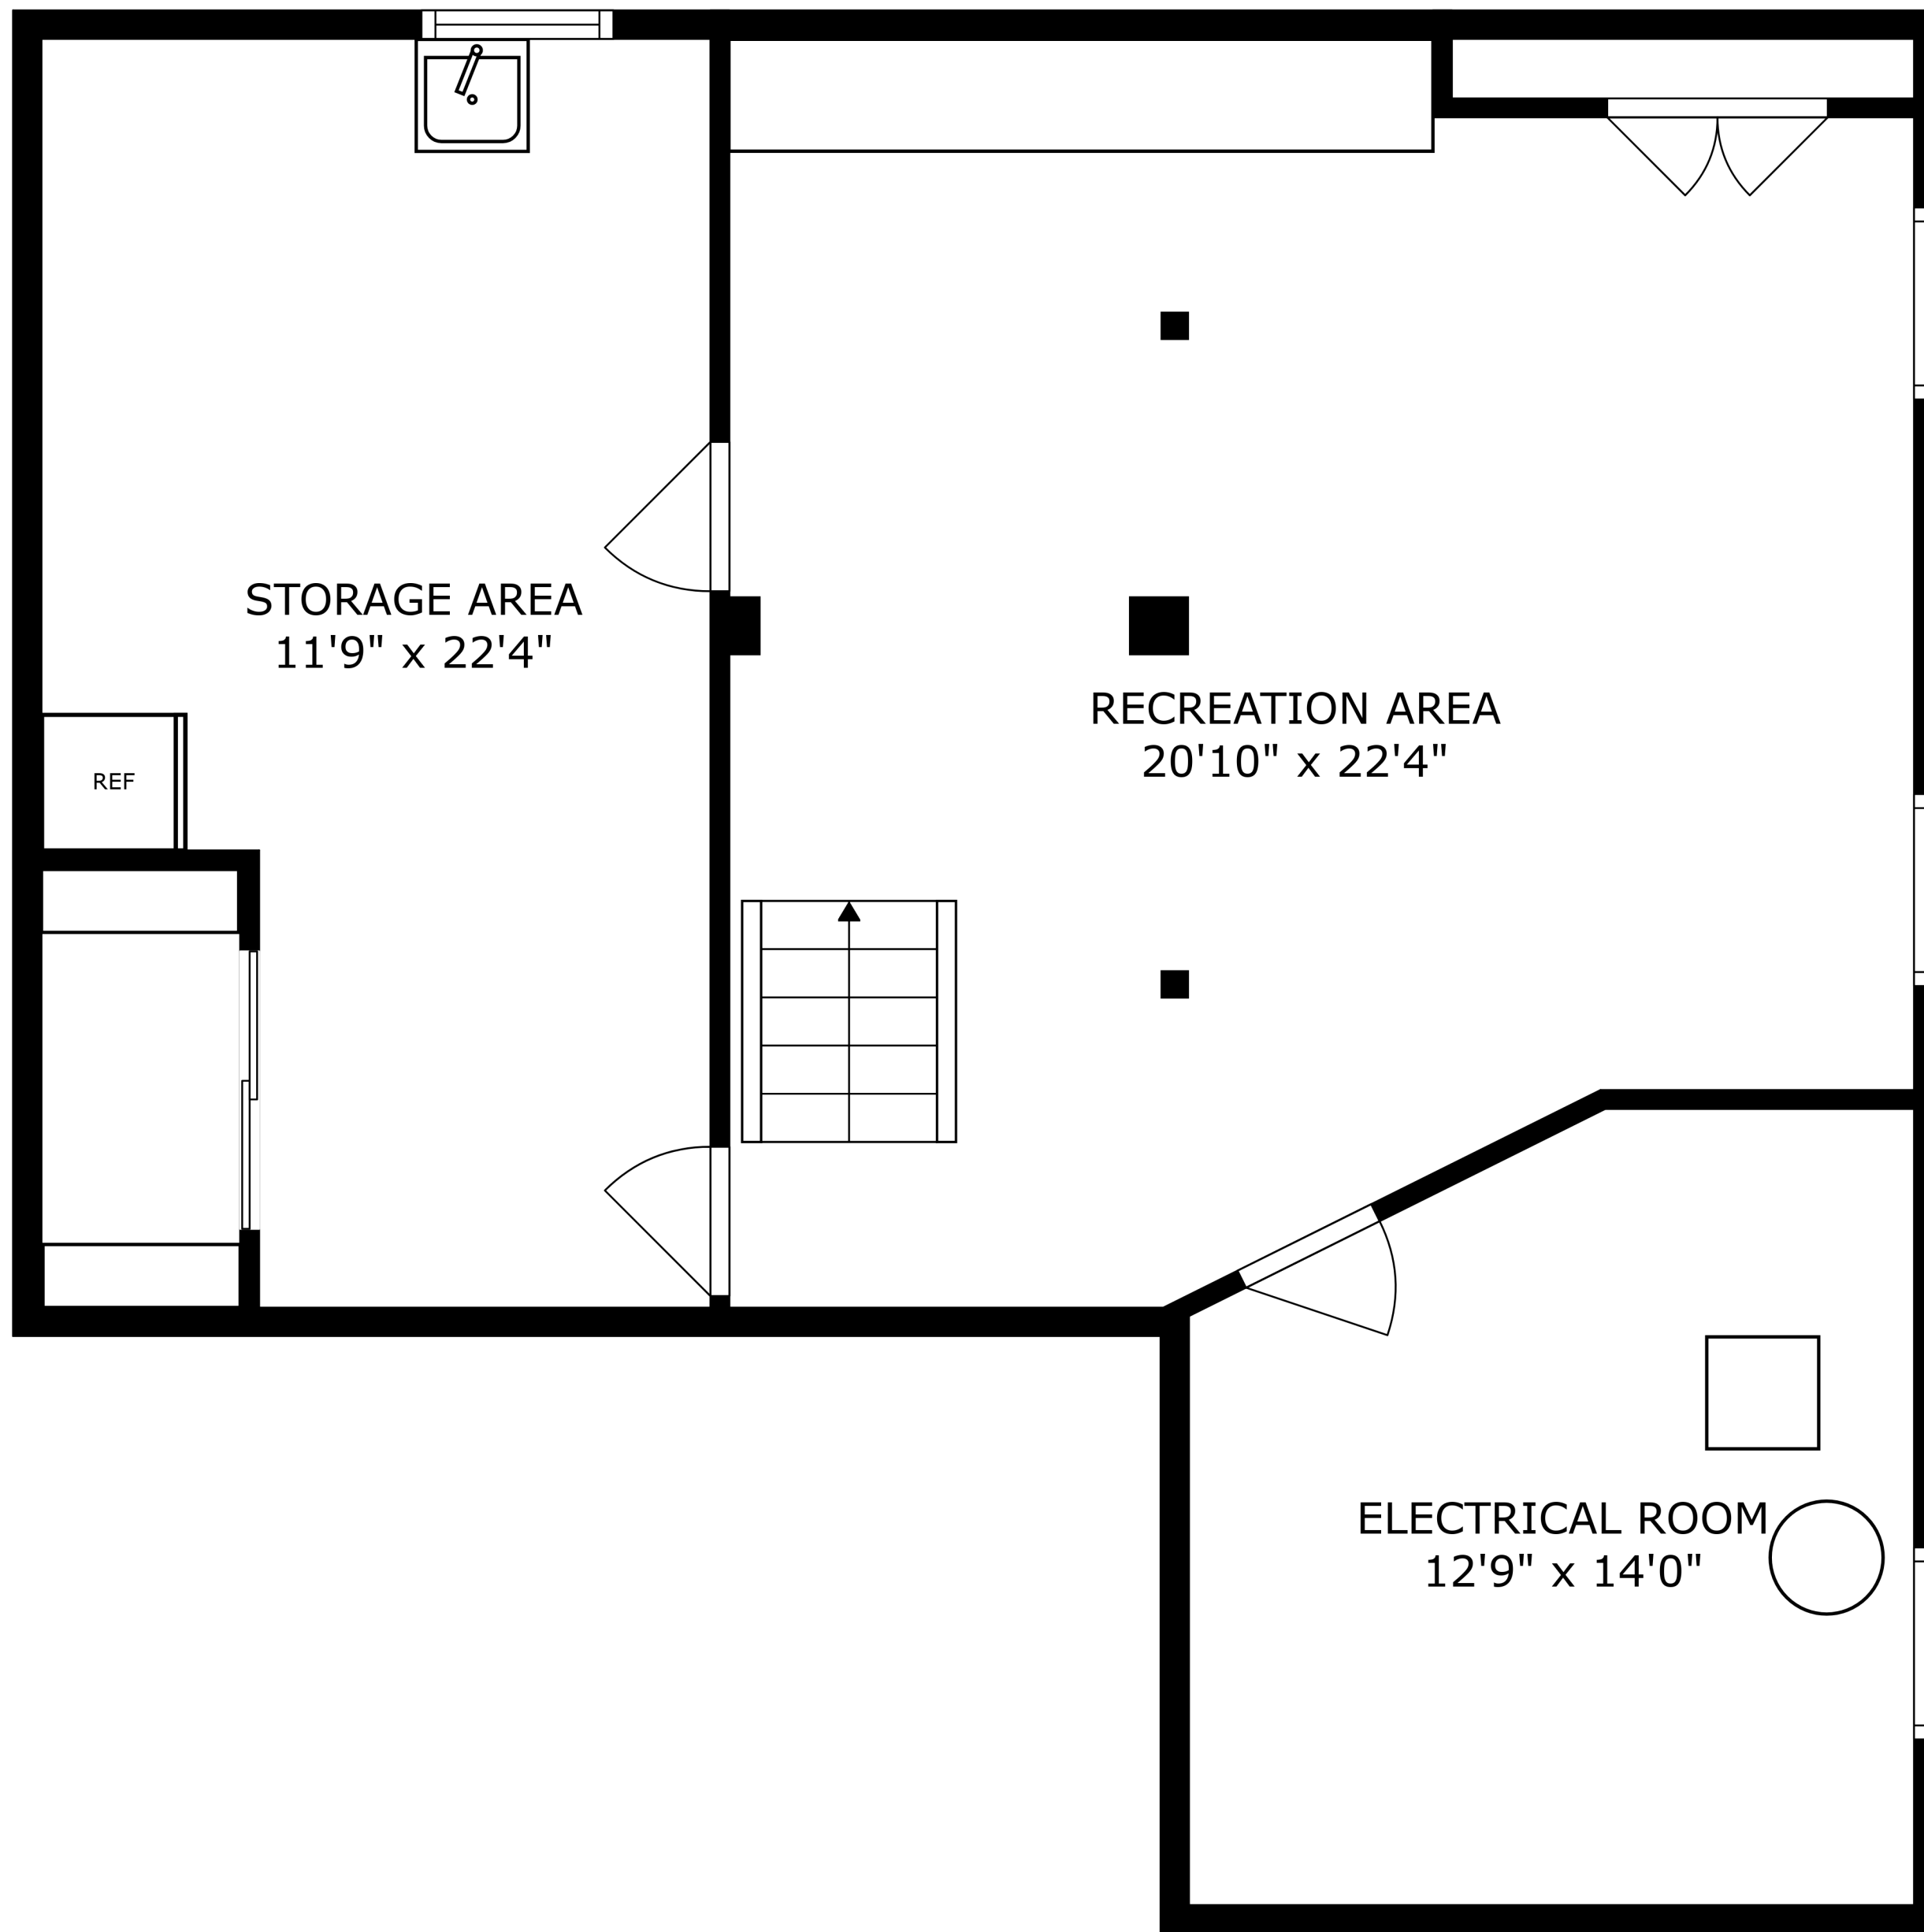 STORAGE AREA
11'9" x 22'4"
RECREATION AREA
20'10" x 22'4"
REF
ELECTRICAL ROOM
12'9" x 14'0"